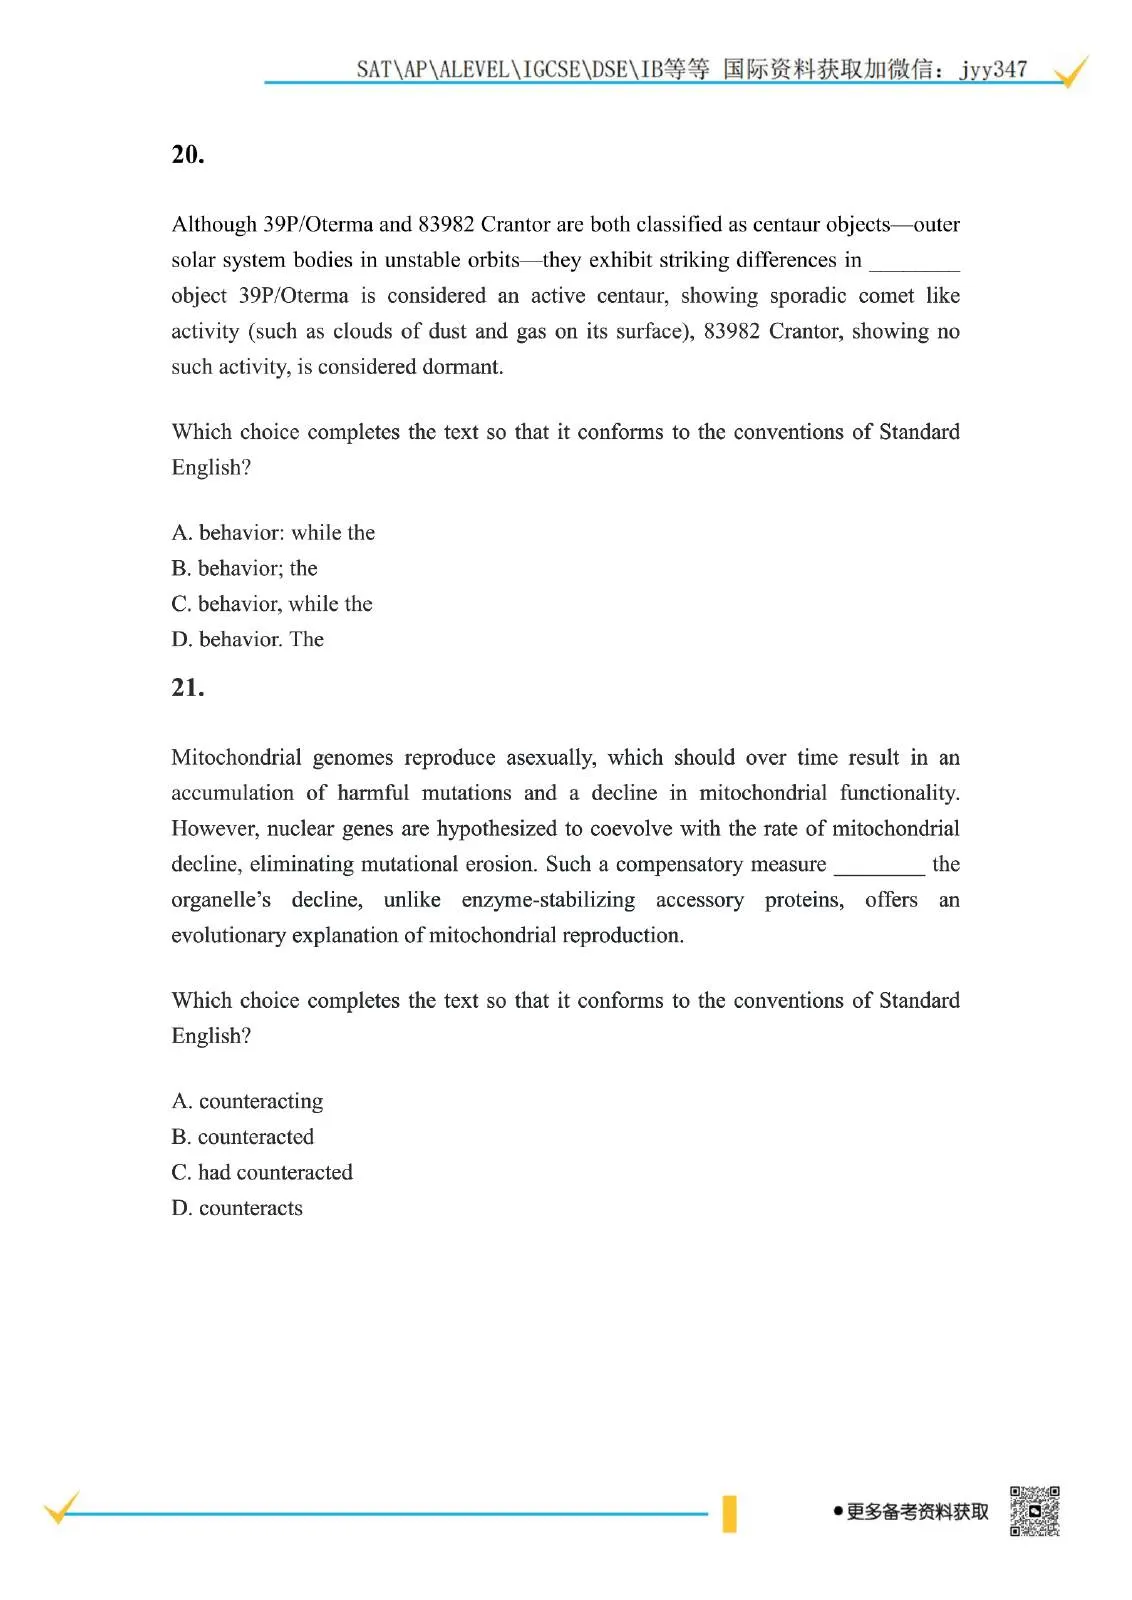 SAT\AP\ALEVEL\IGCSE\DSE\IB等等 国际资料获取加微信：jyy347
20.
Although 39P/Oterma and 83982 Crantor are both classified as centaur objects—outer
solar system bodies in unstable orbits—they exhibit striking differences in ________
object 39P/Oterma is considered an active centaur, showing sporadic comet like
activity (such as clouds of dust and gas on its surface), 83982 Crantor, showing no
such activity, is considered dormant.
Which choice completes the text so that it conforms to the conventions of Standard
English?
A. behavior: while the
B. behavior; the
C. behavior, while the
D. behavior. The
21.
Mitochondrial genomes reproduce asexually, which should over time result in an
accumulation of harmful mutations and a decline in mitochondrial functionality.
However, nuclear genes are hypothesized to coevolve with the rate of mitochondrial
decline, eliminating mutational erosion. Such a compensatory measure ________ the
organelle's decline, unlike enzyme-stabilizing accessory proteins, offers an
evolutionary explanation of mitochondrial reproduction.
Which choice completes the text so that it conforms to the conventions of Standard
English?
A. counteracting
B. counteracted
C. had counteracted
D. counteracts
●更多备考资料获取